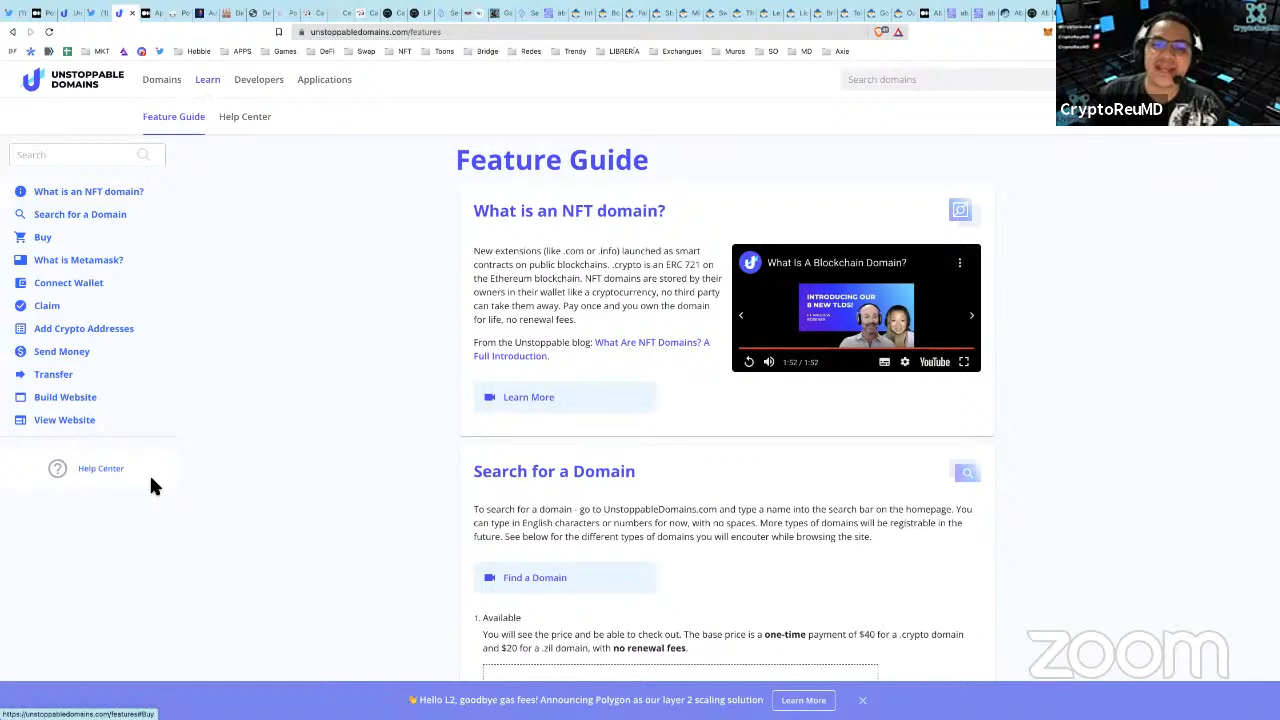 unstoppabledomains.com/features
MKT
Hobbie
APPS
Games
DeFi
Swap
NFT
Toons
Bridge
Redes
Trendy
LIBRERÍA
Exchangues
Muros
SO
MD
Axie
UNSTOPPABLE
DOMAINS
Domains
Learn
Developers
Applications
Search domains
CryptoReuMD
Feature Guide
Help Center
Search
What is an NFT domain?
Search for a Domain
Buy
What is Metamask?
Connect Wallet
Claim
Add Crypto Addresses
Send Money
Transfer
Build Website
View Website
Help Center
Feature Guide
What is an NFT domain?
New extensions (like .com or .info) launched as smart
contracts on public blockchains. .crypto is an ERC 721 on
the Ethereum blockchain. NFT domains are stored by their
owners in their wallet like a cryptocurrency, no third party
can take them away. Pay once and you own the domain
for life, no renewal fees.
From the Unstoppable blog: What Are NFT Domains? A
Full Introduction.
Learn More
What Is A Blockchain Domain?
INTRODUCING OUR
8 NEW TLDS!
1:52 / 1:52
YouTube
Search for a Domain
To search for a domain - go to UnstoppableDomains.com and type a name into the search bar on the homepage. You
can type in English characters or numbers for now, with no spaces. More types of domains will be registrable in the
future. See below for the different types of domains you will encouter while browsing the site.
Find a Domain
1. Available
You will see the price and be able to check out. The base price is a one-time payment of $40 for a .crypto domain
and $20 for a .zil domain, with no renewal fees.
zoom
👋 Hello L2, goodbye gas fees! Announcing Polygon as our layer 2 scaling solution
Learn More
https://unstoppabledomains.com/features#Buy